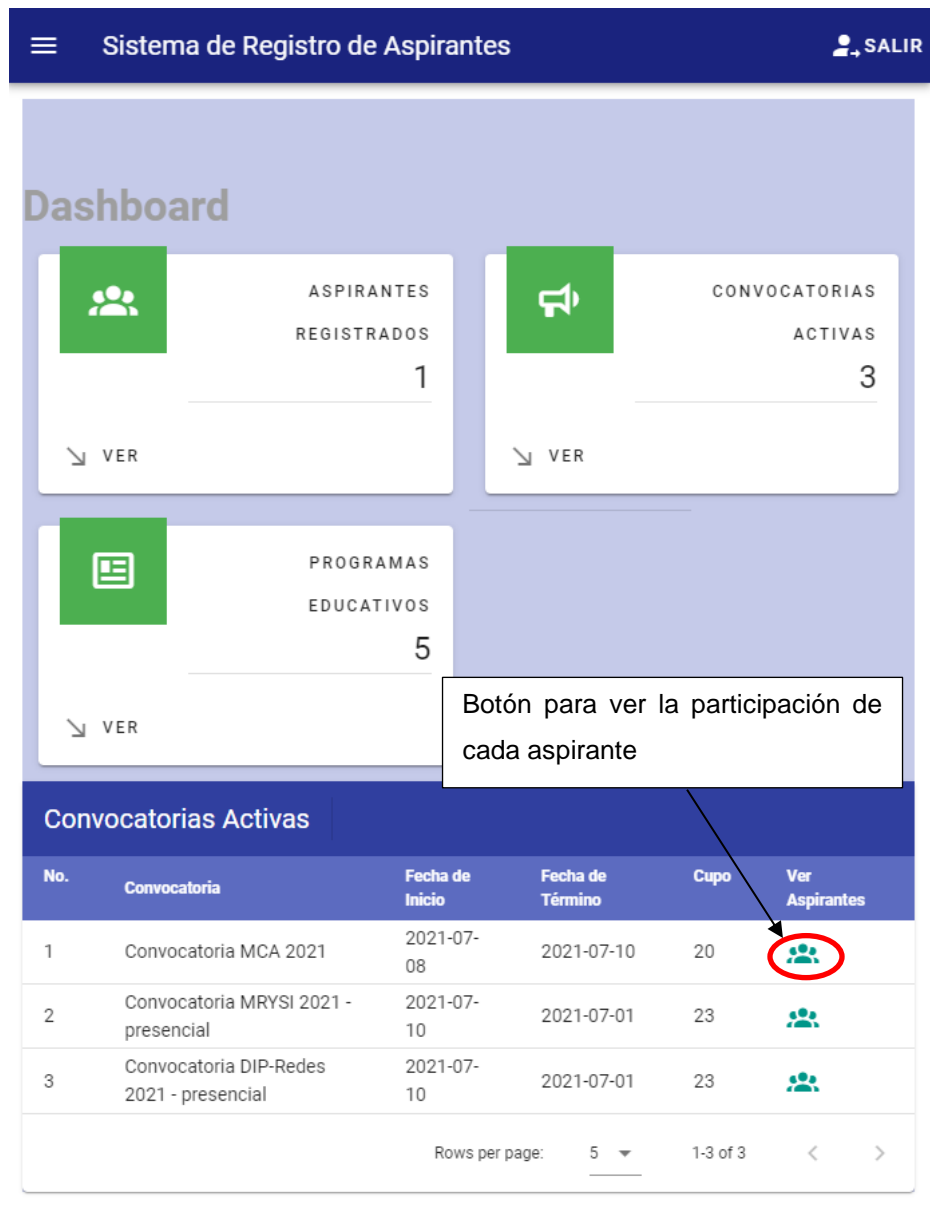 Sistema de Registro de Aspirantes
SALIR
Dashboard
ASPIRANTES
REGISTRADOS
1
VER
CONVOCATORIAS
ACTIVAS
3
VER
PROGRAMAS
EDUCATIVOS
5
VER
Botón para ver la participación de
cada aspirante
Convocatorias Activas
No. Convocatoria Fecha de Inicio Fecha de Término Cupo Ver Aspirantes
1 Convocatoria MCA 2021 2021-07-08 2021-07-10 20
2 Convocatoria MRYSI 2021 - presencial 2021-07-10 2021-07-01 23
3 Convocatoria DIP-Redes 2021 - presencial 2021-07-10 2021-07-01 23
Rows per page: 5 1-3 of 3